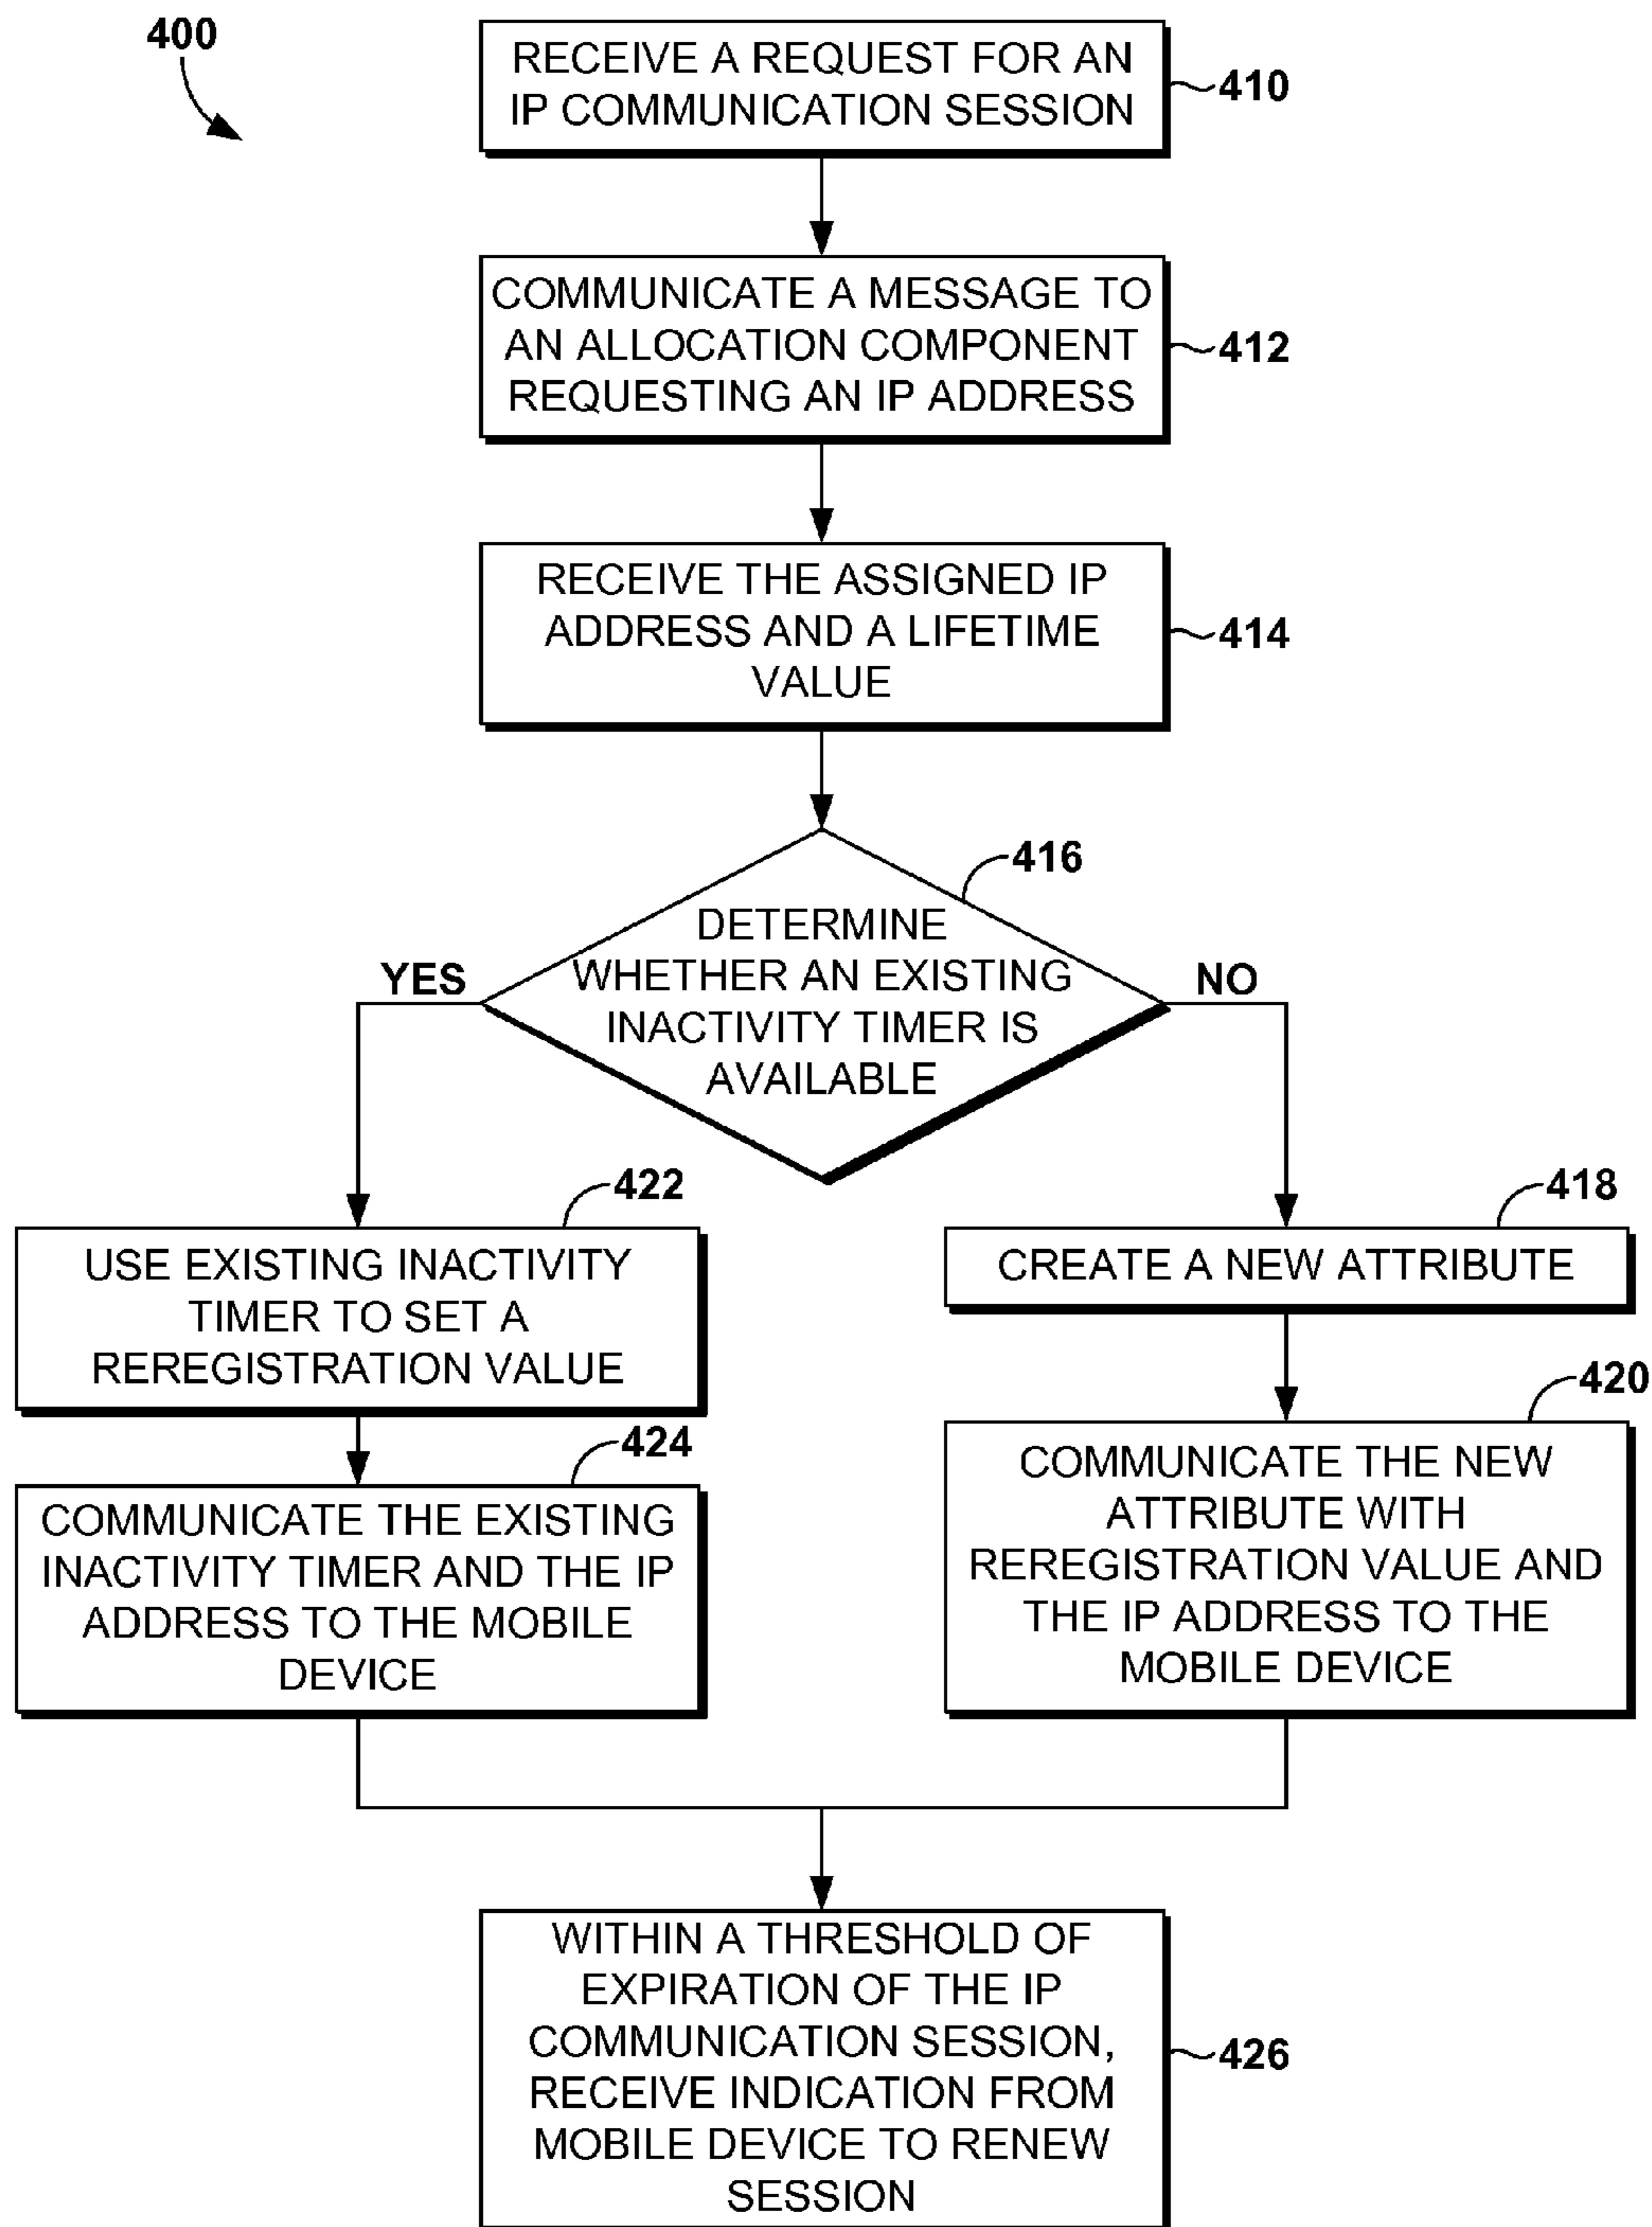 400
RECEIVE A REQUEST FOR AN
IP COMMUNICATION SESSION
410
COMMUNICATE A MESSAGE TO
AN ALLOCATION COMPONENT
REQUESTING AN IP ADDRESS
412
RECEIVE THE ASSIGNED IP
ADDRESS AND A LIFETIME
VALUE
414
416
DETERMINE
WHETHER AN EXISTING
INACTIVITY TIMER IS
AVAILABLE
YES
NO
422
USE EXISTING INACTIVITY
TIMER TO SET A
REREGISTRATION VALUE
424
COMMUNICATE THE EXISTING
INACTIVITY TIMER AND THE IP
ADDRESS TO THE MOBILE
DEVICE
418
CREATE A NEW ATTRIBUTE
420
COMMUNICATE THE NEW
ATTRIBUTE WITH
REREGISTRATION VALUE AND
THE IP ADDRESS TO THE
MOBILE DEVICE
WITHIN A THRESHOLD OF
EXPIRATION OF THE IP
COMMUNICATION SESSION,
RECEIVE INDICATION FROM
MOBILE DEVICE TO RENEW
SESSION
426